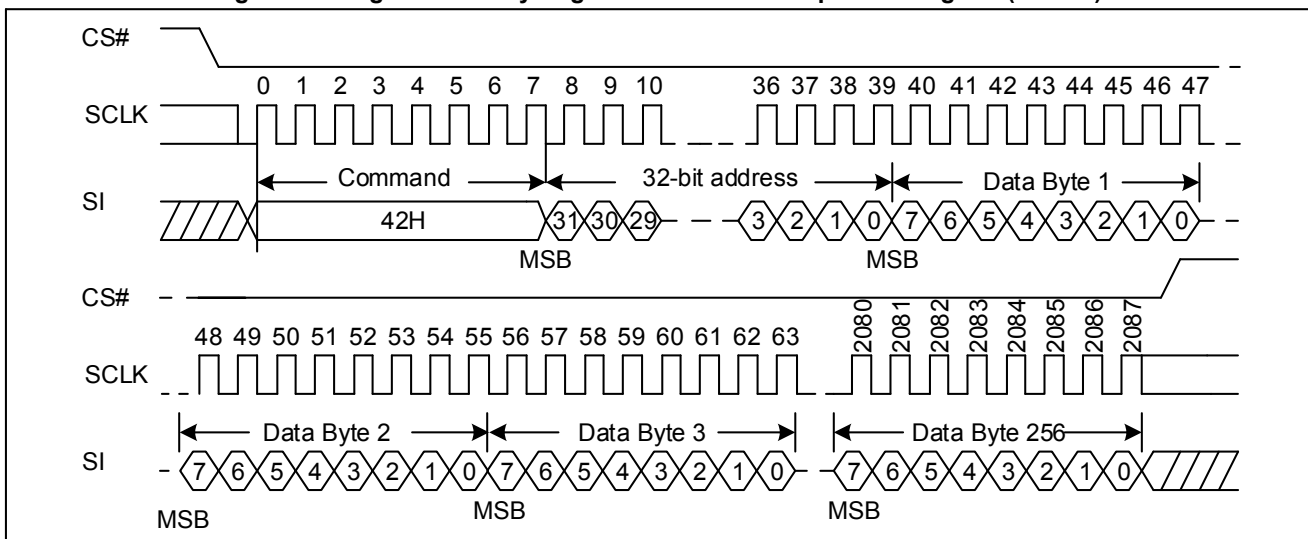 CS#
0 1 2 3 4 5 6 7 8 9 10 36 37 38 39 40 41 42 43 44 45 46 47
SCLK
Command 32-bit address Data Byte 1
SI
42H 31 30 29 3 2 1 0 7 6 5 4 3 2 1 0
MSB MSB
CS#
48 49 50 51 52 53 54 55 56 57 58 59 60 61 62 63 2080 2081 2082 2083 2084 2085 2086 2087
SCLK
Data Byte 2 Data Byte 3 Data Byte 256
SI
7 6 5 4 3 2 1 0 7 6 5 4 3 2 1 0 7 6 5 4 3 2 1 0
MSB MSB MSB